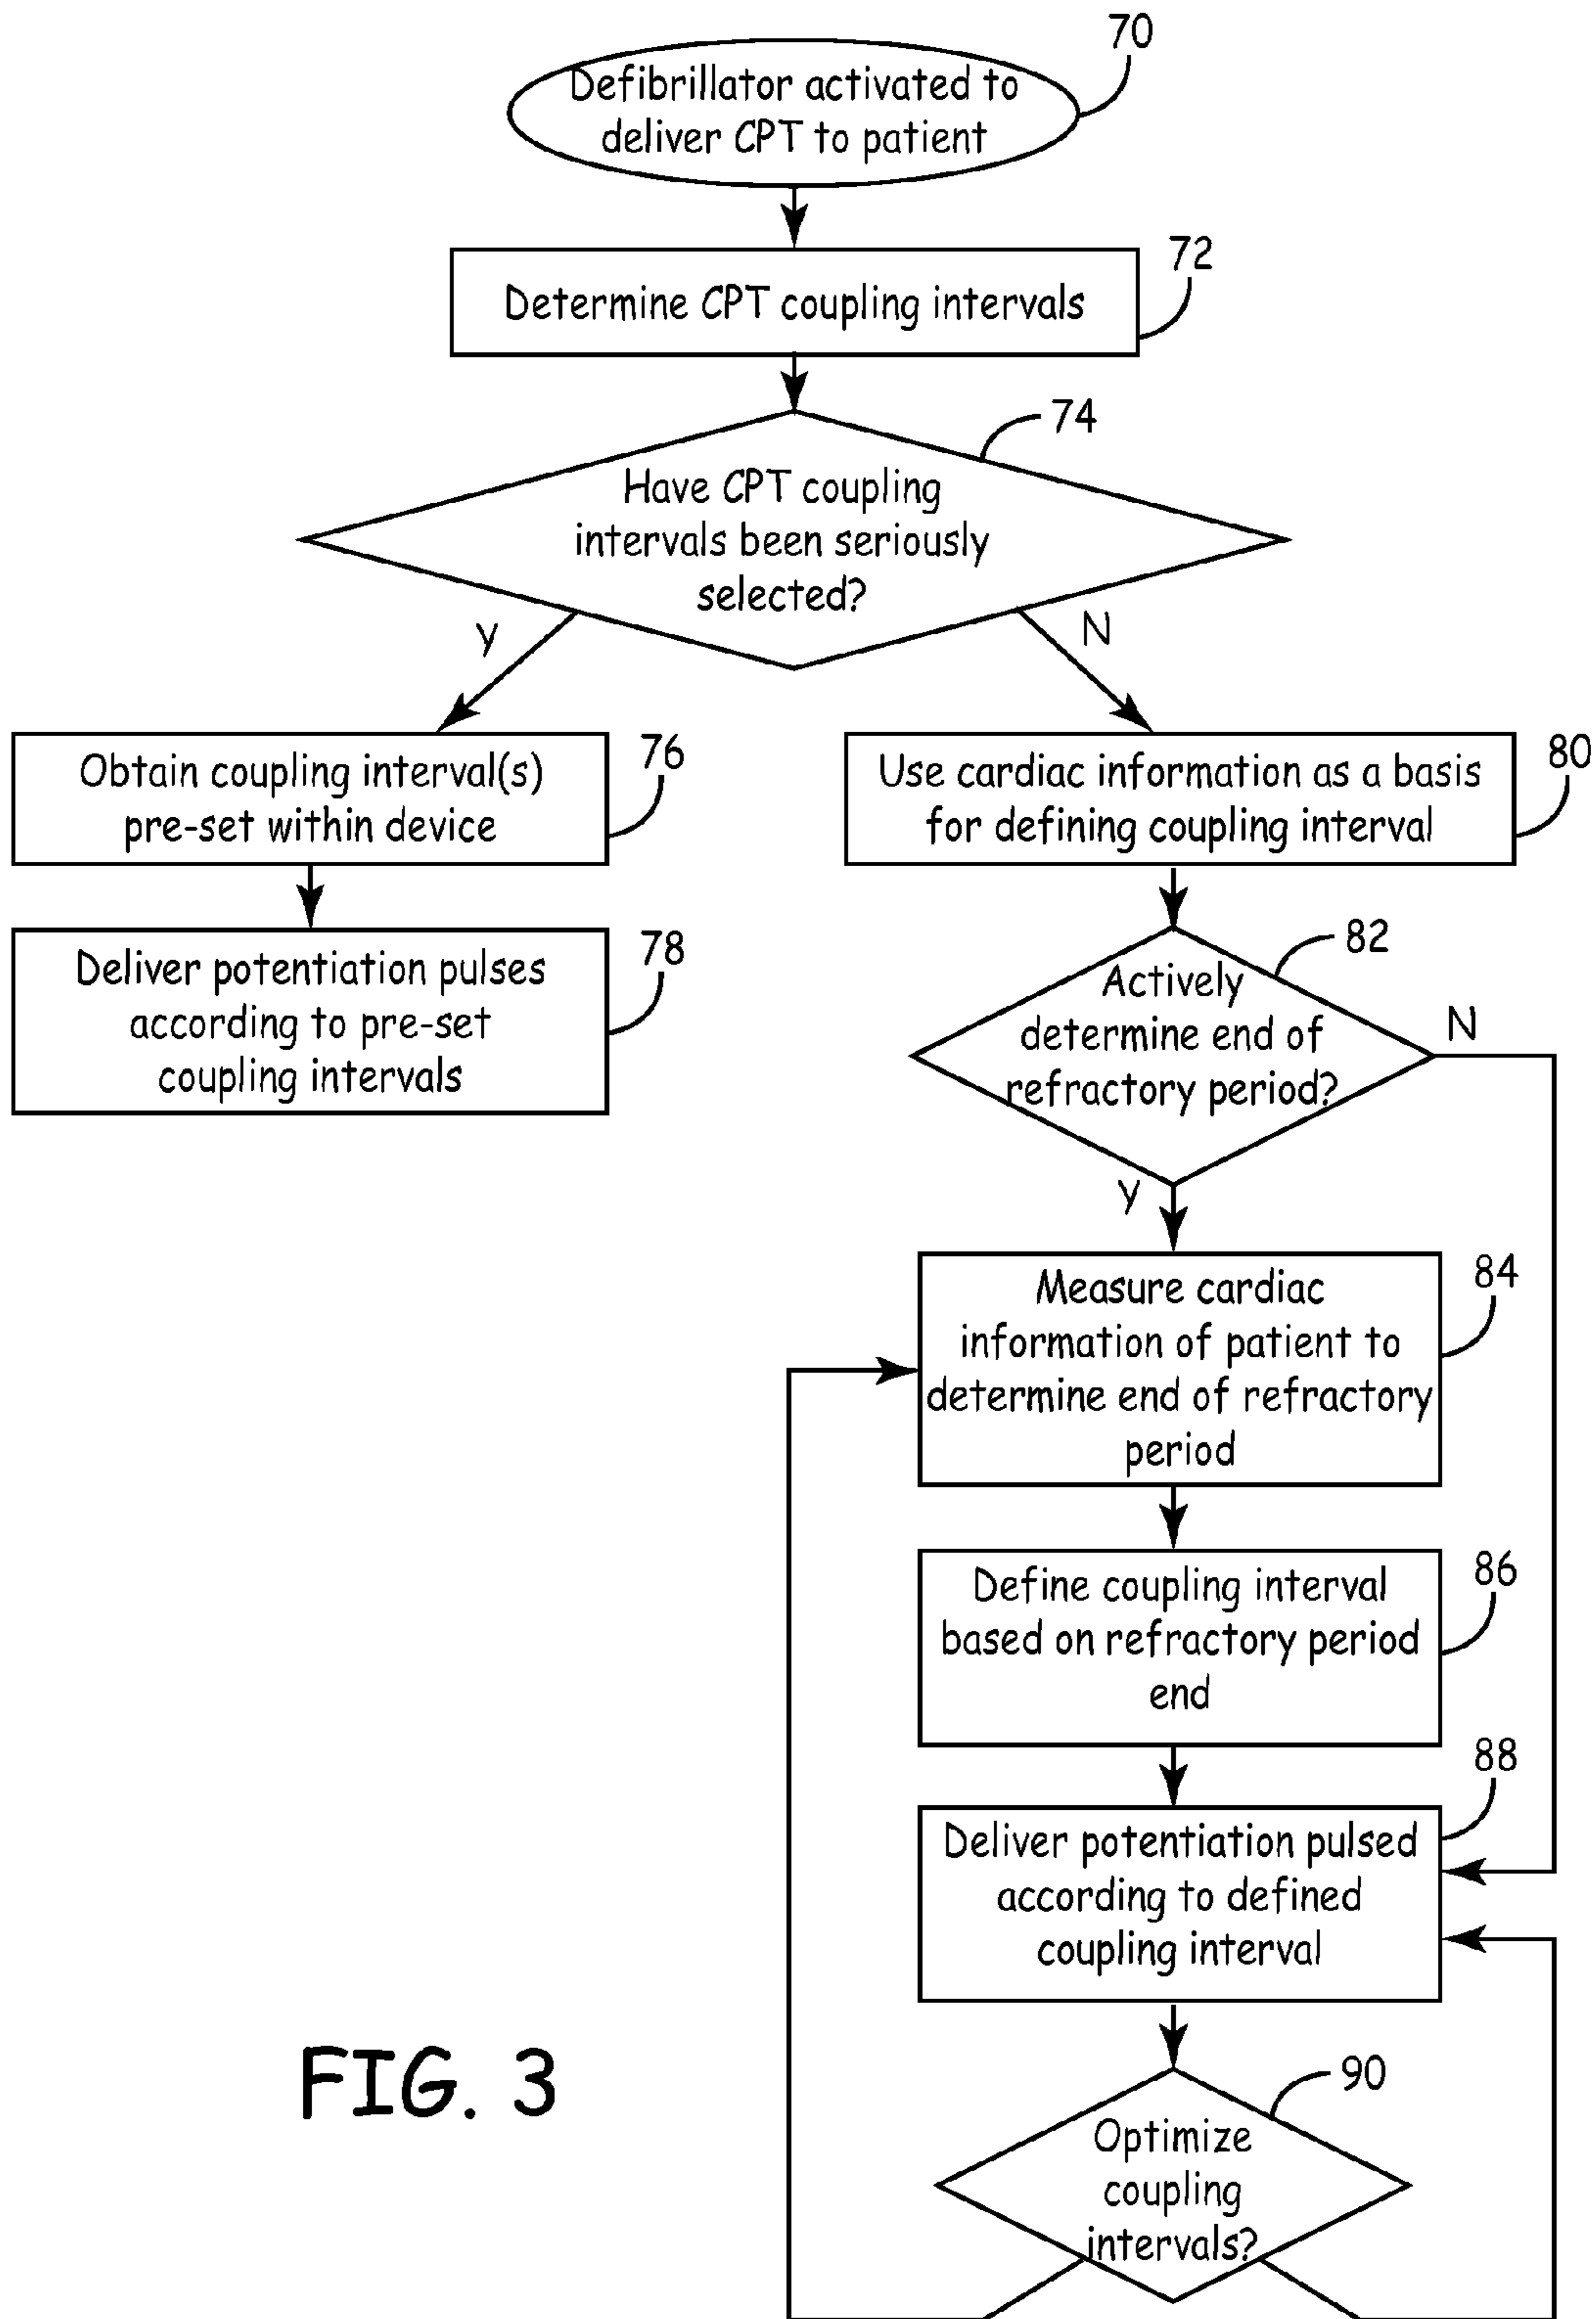 70
Defibrillator activated to
deliver CPT to patient
72
Determine CPT coupling intervals
74
Have CPT coupling
intervals been seriously
selected?
Y
N
76
Obtain coupling interval(s)
pre-set within device
80
Use cardiac information as a basis
for defining coupling interval
78
Deliver potentiation pulses
according to pre-set
coupling intervals
82
Actively
determine end of
refractory period?
N
Y
84
Measure cardiac
information of patient to
determine end of refractory
period
86
Define coupling interval
based on refractory period
end
88
Deliver potentiation pulsed
according to defined
coupling interval
90
Optimize
coupling
intervals?
FIG. 3